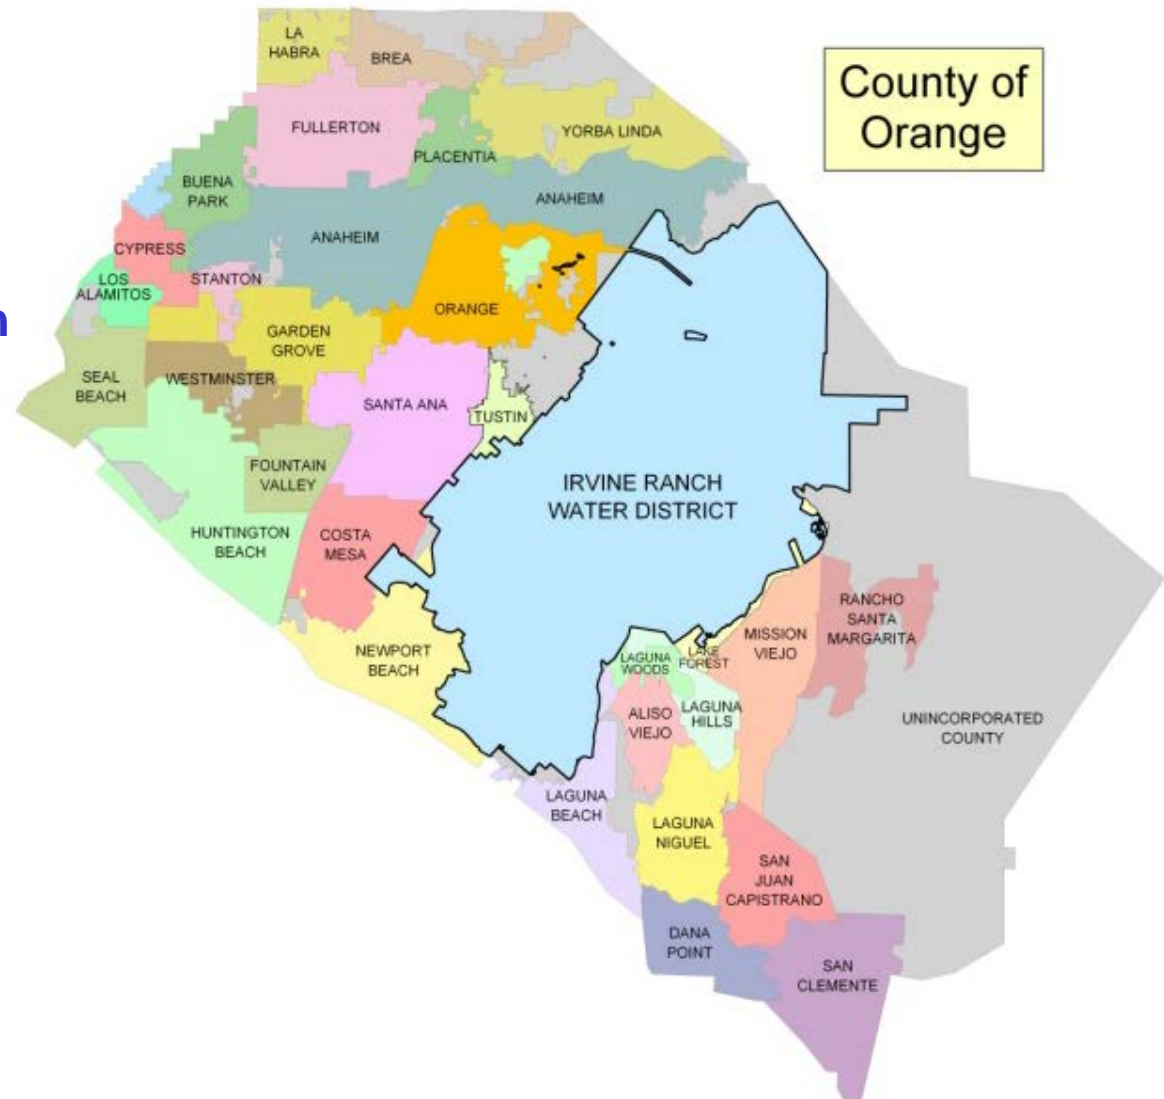 County of
Orange
LA
HABRA
BREA
FULLERTON
YORBA LINDA
PLACENTIA
BUENA
PARK
ANAHEIM
ANAHEIM
CYPRESS
LOS
ALAMITOS
STANTON
ORANGE
GARDEN
GROVE
SEAL
BEACH
WESTMINSTER
SANTA ANA
TUSTIN
FOUNTAIN
VALLEY
IRVINE RANCH
WATER DISTRICT
HUNTINGTON
BEACH
COSTA
MESA
NEWPORT
BEACH
RANCHO
SANTA
MARGARITA
MISSION
VIEJO
LAGUNA
WOODS
LAKE
FOREST
ALISO
VIEJO
LAGUNA
HILLS
UNINCORPORATED
COUNTY
LAGUNA
BEACH
LAGUNA
NIGUEL
SAN
JUAN
CAPISTRANO
DANA
POINT
SAN
CLEMENTE